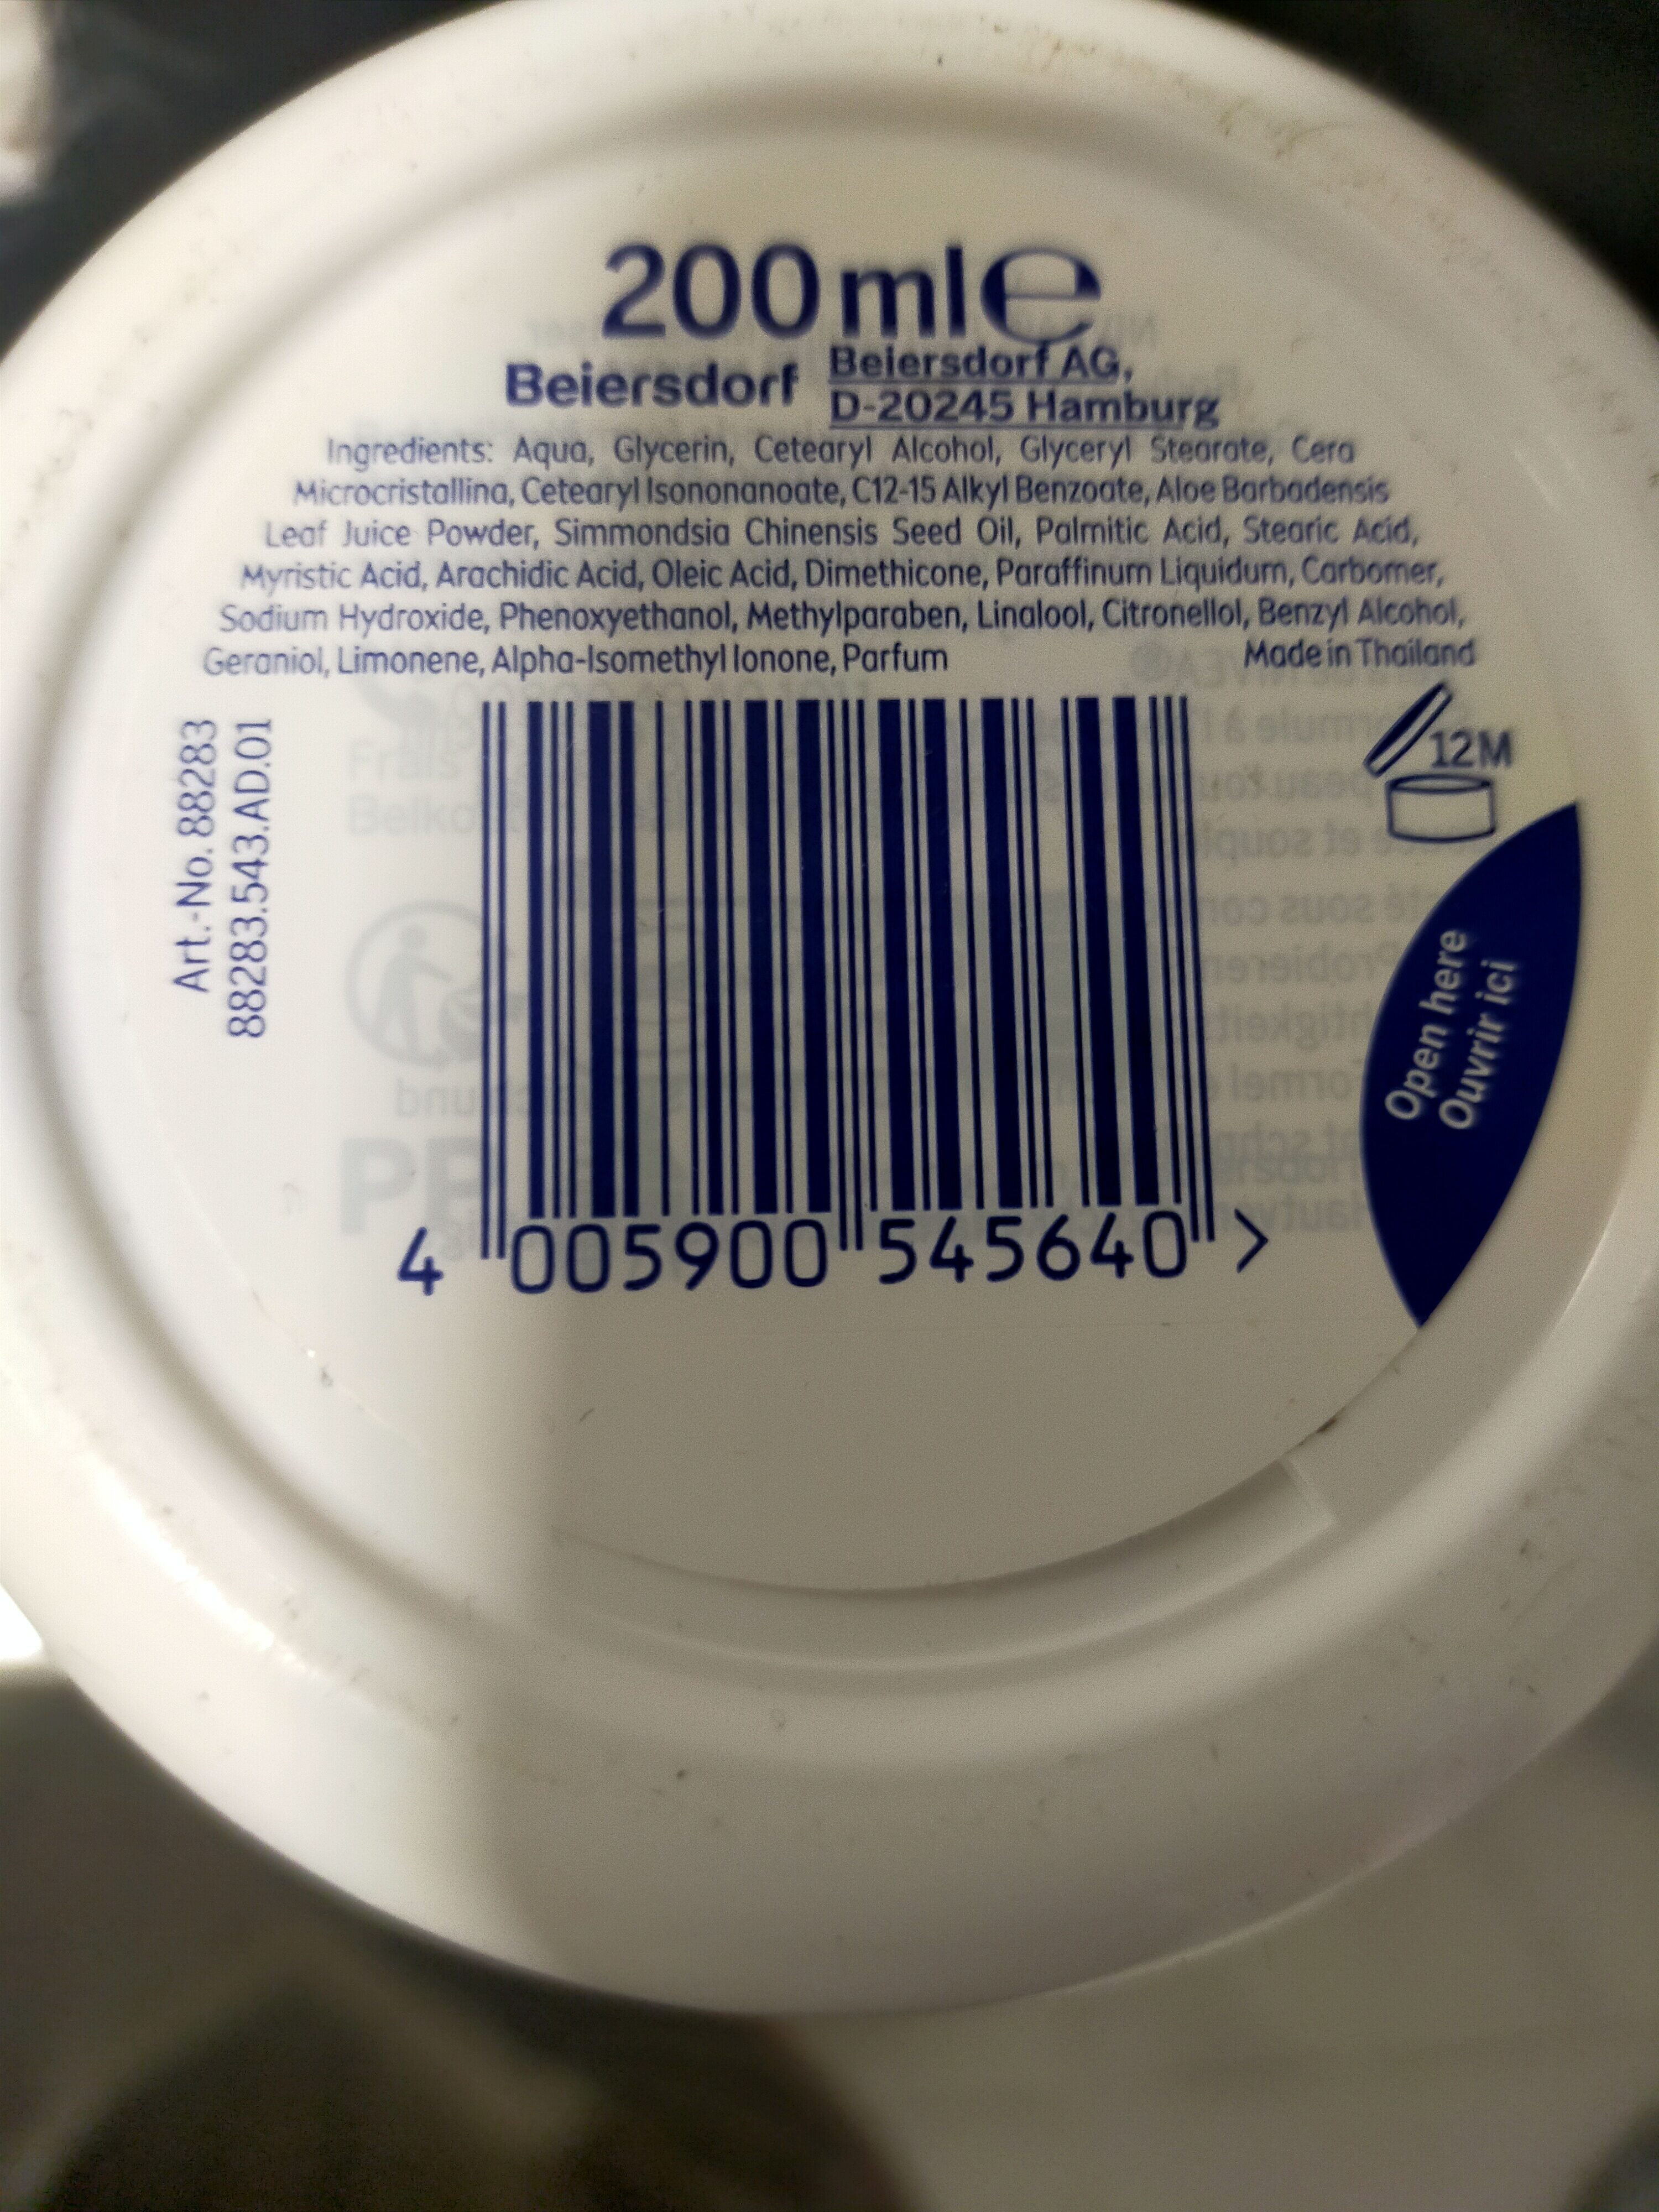 200 ml e
Beiersdorf Beiersdorf AG,
D-20245 Hamburg
Ingredients: Aqua, Glycerin, Cetearyl Alcohol, Glyceryl Stearate, Cera
Microcristallina, Cetearyl Isononanoate, C12-15 Alkyl Benzoate, Aloe Barbadensis
Leaf Juice Powder, Simmondsia Chinensis Seed Oil, Palmitic Acid, Stearic Acid,
Myristic Acid, Arachidic Acid, Oleic Acid, Dimethicone, Paraffinum Liquidum, Carbomer,
Sodium Hydroxide, Phenoxyethanol, Methylparaben, Linalool, Citronellol, Benzyl Alcohol,
Geraniol, Limonene, Alpha-Isomethyl Ionone, Parfum Made in Thailand
Art.-No. 88283
88283.543.AD.01
12M
Open here
Ouvrir ici
4 005900 545640 >